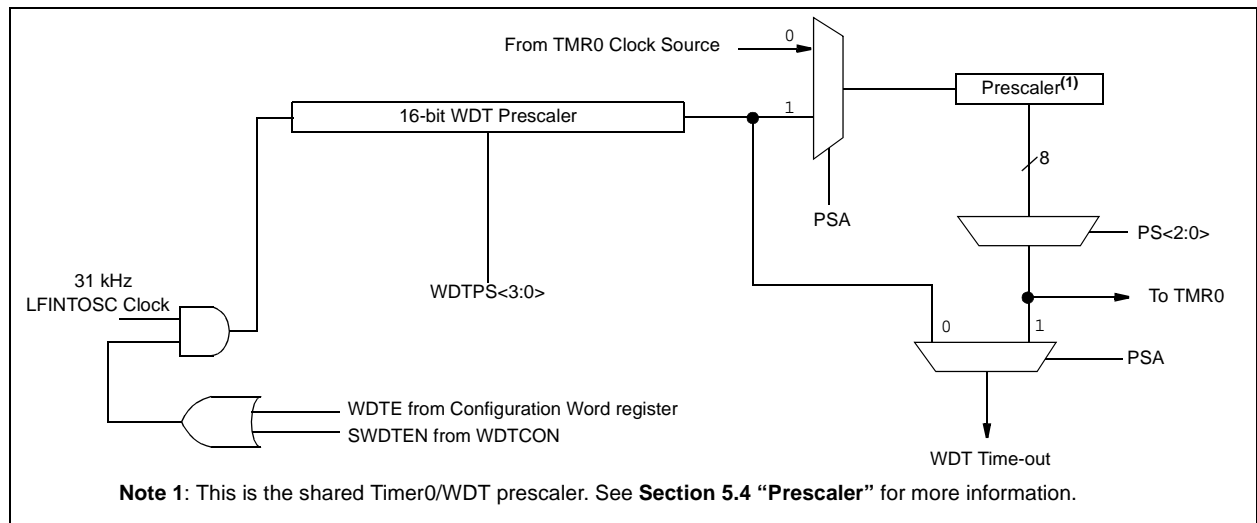 From TMR0 Clock Source
0
1
16-bit WDT Prescaler
Prescaler(1)
8
PSA
PS<2:0>
31 kHz
LFINTOSC Clock
WDTPS<3:0>
To TMR0
0
1
PSA
WDTE from Configuration Word register
SWDTEN from WDTCON
WDT Time-out
Note 1: This is the shared Timer0/WDT prescaler. See Section 5.4 “Prescaler” for more information.